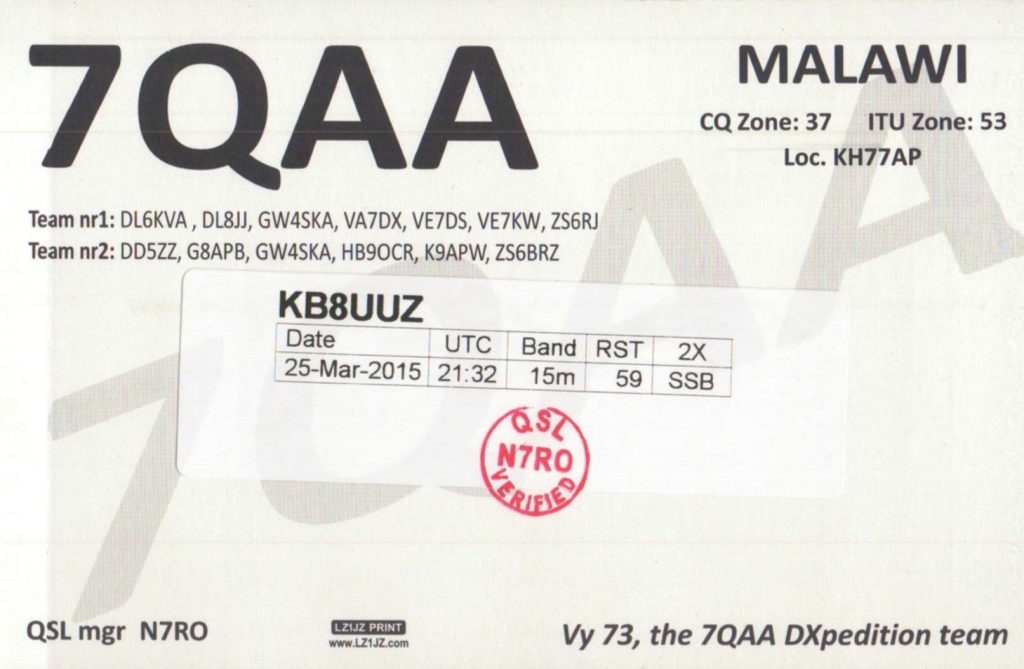 7QAA
MALAWI
CQ Zone: 37 ITU Zone: 53
Loc. KH77AP
Team nr1: DL6KVA , DL8JJ, GW4SKA, VA7DX, VE7DS, VE7KW, ZS6RJ
Team nr2: DD5ZZ, G8APB, GW4SKA, HB9OCR, K9APW, ZS6BRZ
7QAA
KB8UUZ
Date UTC Band RST 2X
25-Mar-2015 21:32 15m 59 SSB
QSL
N7RO
VERIFIED
QSL mgr N7RO
LZ1JZ PRINT
www.LZ1JZ.com
Vy 73, the 7QAA DXpedition team